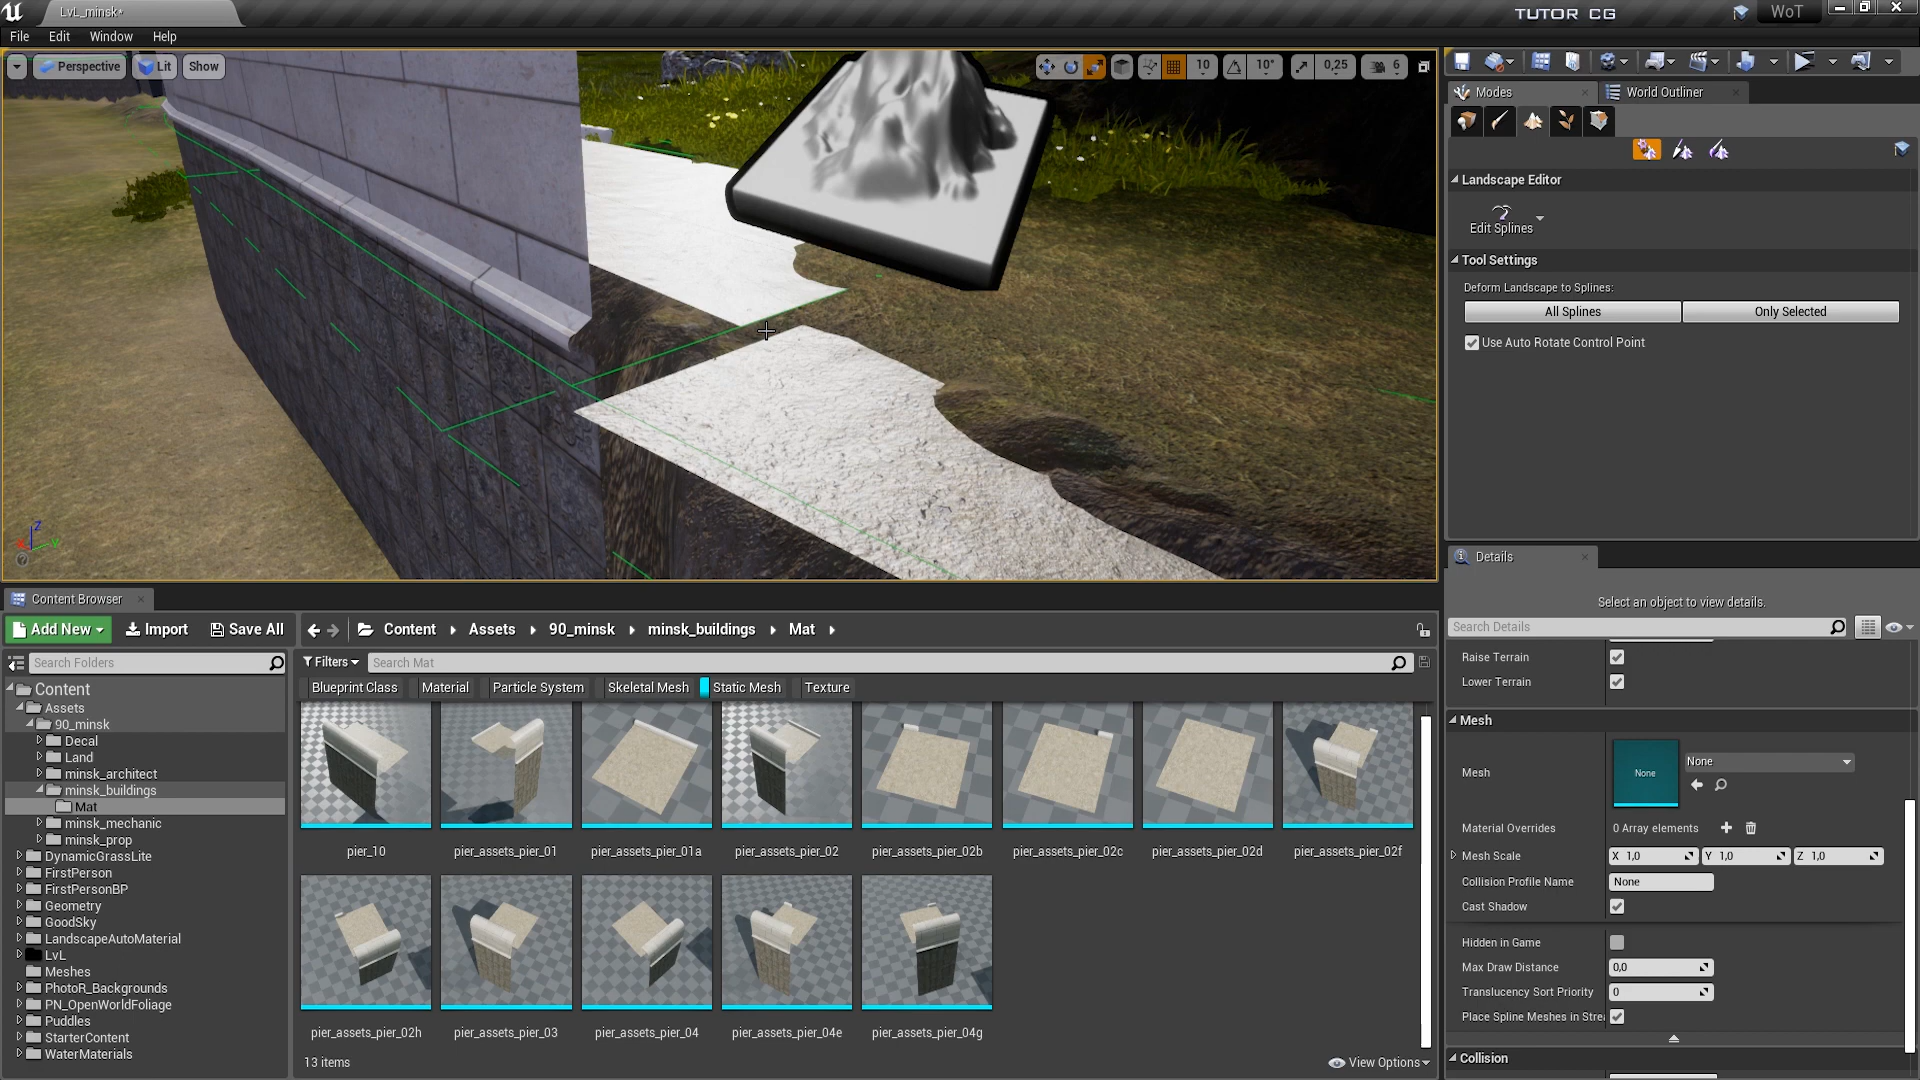 LvL_minsk*
TUTOR CG
WoT
File
Edit
Window
Help
Perspective
Lit
Show
10
10°
0,25
6
Z
Modes
World Outliner
Landscape Editor
Edit Splines
Tool Settings
Deform Landscape to Splines:
All Splines
Only Selected
Use Auto Rotate Control Point
Details
Select an object to view details.
Search Details
Raise Terrain
Lower Terrain
Mesh
Mesh
None
None
Material Overrides
0 Array elements
Mesh Scale
X 1,0
Y 1,0
Z 1,0
Collision Profile Name
None
Cast Shadow
Hidden in Game
Max Draw Distance
0,0
Translucency Sort Priority
0
Place Spline Meshes in Strea
Collision
Content Browser
Add New
Import
Save All
Content
Assets
90_minsk
minsk_buildings
Mat
Search Folders
Filters
Search Mat
Blueprint Class
Material
Particle System
Skeletal Mesh
Static Mesh
Texture
Content
Assets
90_minsk
Decal
Land
minsk_architect
minsk_buildings
Mat
minsk_mechanic
minsk_prop
DynamicGrassLite
FirstPerson
FirstPersonBP
Geometry
GoodSky
LandscapeAutoMaterial
LvL
Meshes
PhotoR_Backgrounds
PN_OpenWorldFoliage
Puddles
StarterContent
WaterMaterials
pier_10
pier_assets_pier_01
pier_assets_pier_01a
pier_assets_pier_02
pier_assets_pier_02b
pier_assets_pier_02c
pier_assets_pier_02d
pier_assets_pier_02f
pier_assets_pier_02h
pier_assets_pier_03
pier_assets_pier_04
pier_assets_pier_04e
pier_assets_pier_04g
13 items
View Options